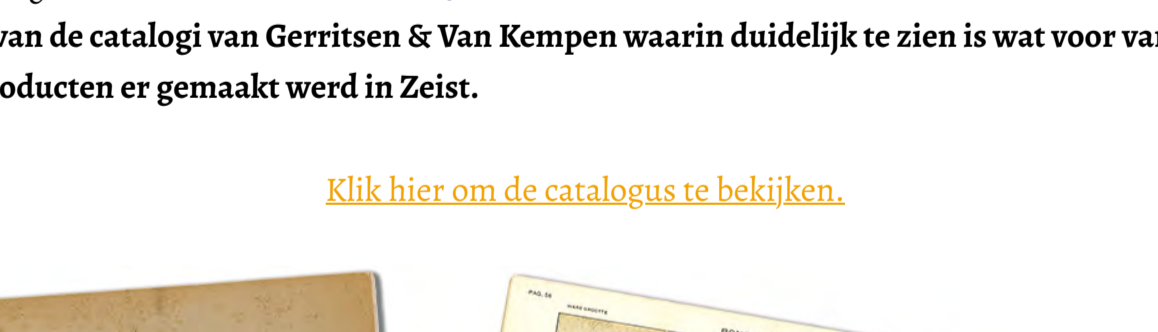 van de catalogi van Gerritsen & Van Kempen waarin duidelijk te zien is wat voor
oducten er gemaakt werd in Zeist.
Klik hier om de catalogus te bekijken.
PAG. 56
WARE GROOTTE